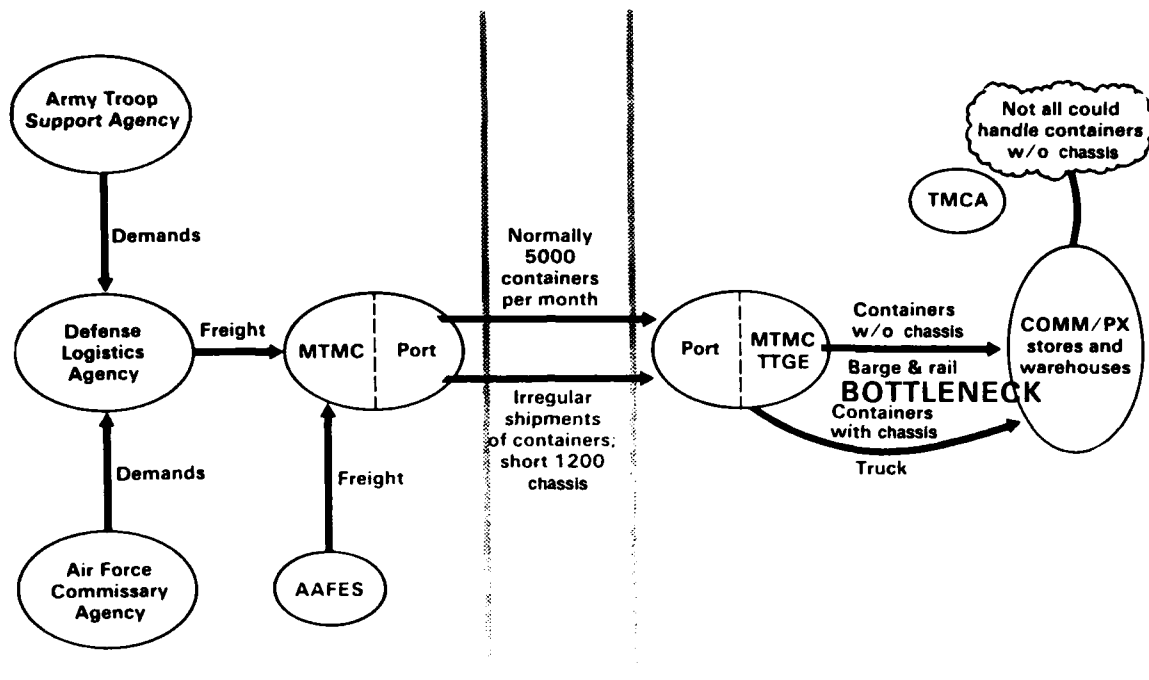 Army Troop
Support Agency
Demands
Defense
Logistics
Agency
Freight
Demands
Air Force
Commissary
Agency
MTMC
Port
Freight
AAFES
Normally
5000
containers
per month
Irregular
shipments
of containers;
short 1200
chassis
Port
MTMC
TTGE
Containers
w/o chassis
Barge & rail
BOTTLENECK
Containers
with chassis
Truck
TMCA
Not all could
handle containers
w/o chassis
COMM/PX
stores and
warehouses